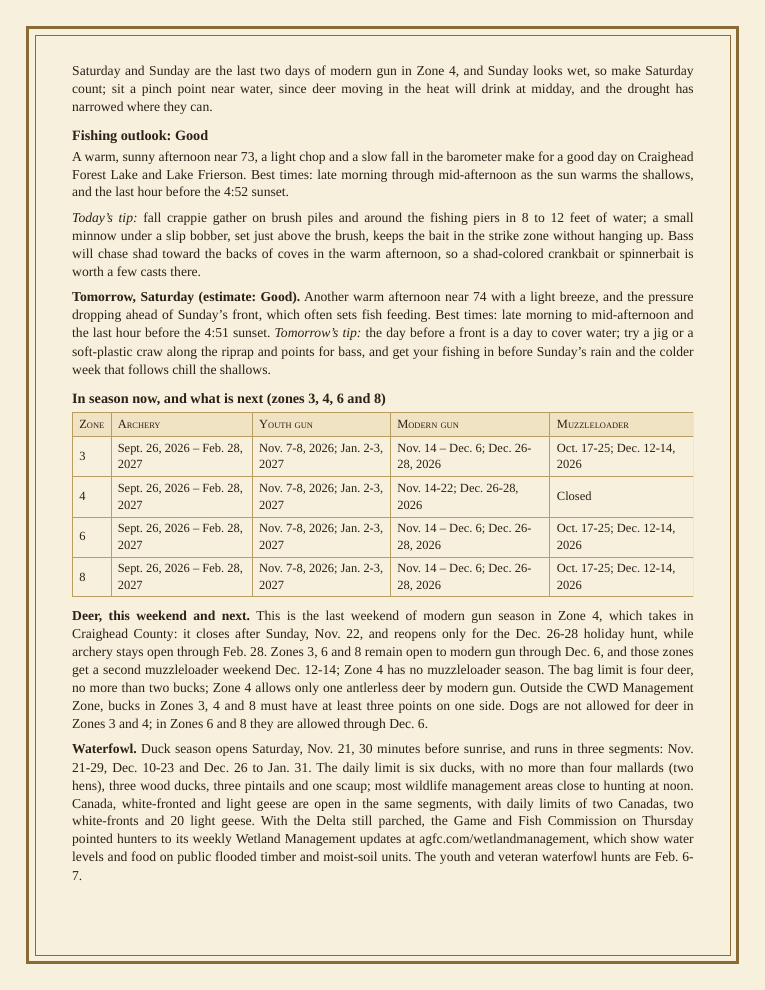 Saturday and Sunday are the last two days of modern gun in Zone 4, and Sunday looks wet, so make Saturday
count; sit a pinch point near water, since deer moving in the heat will drink at midday, and the drought has
narrowed where they can.
Fishing outlook: Good
A warm, sunny afternoon near 73, a light chop and a slow fall in the barometer make for a good day on Craighead
Forest Lake and Lake Frierson. Best times: late morning through mid-afternoon as the sun warms the shallows,
and the last hour before the 4:52 sunset.
Today’s tip: fall crappie gather on brush piles and around the fishing piers in 8 to 12 feet of water; a small
minnow under a slip bobber, set just above the brush, keeps the bait in the strike zone without hanging up. Bass
will chase shad toward the backs of coves in the warm afternoon, so a shad-colored crankbait or spinnerbait is
worth a few casts there.
Tomorrow, Saturday (estimate: Good). Another warm afternoon near 74 with a light breeze, and the pressure
dropping ahead of Sunday’s front, which often sets fish feeding. Best times: late morning to mid-afternoon and
the last hour before the 4:51 sunset. Tomorrow’s tip: the day before a front is a day to cover water; try a jig or a
soft-plastic craw along the riprap and points for bass, and get your fishing in before Sunday’s rain and the colder
week that follows chill the shallows.
In season now, and what is next (zones 3, 4, 6 and 8)
Zone Archery Youth gun Modern gun Muzzleloader
3 Sept. 26, 2026 – Feb. 28, 2027 Nov. 7-8, 2026; Jan. 2-3, 2027 Nov. 14 – Dec. 6; Dec. 26-28, 2026 Oct. 17-25; Dec. 12-14, 2026
4 Sept. 26, 2026 – Feb. 28, 2027 Nov. 7-8, 2026; Jan. 2-3, 2027 Nov. 14-22; Dec. 26-28, 2026 Closed
6 Sept. 26, 2026 – Feb. 28, 2027 Nov. 7-8, 2026; Jan. 2-3, 2027 Nov. 14 – Dec. 6; Dec. 26-28, 2026 Oct. 17-25; Dec. 12-14, 2026
8 Sept. 26, 2026 – Feb. 28, 2027 Nov. 7-8, 2026; Jan. 2-3, 2027 Nov. 14 – Dec. 6; Dec. 26-28, 2026 Oct. 17-25; Dec. 12-14, 2026
Deer, this weekend and next. This is the last weekend of modern gun season in Zone 4, which takes in
Craighead County: it closes after Sunday, Nov. 22, and reopens only for the Dec. 26-28 holiday hunt, while
archery stays open through Feb. 28. Zones 3, 6 and 8 remain open to modern gun through Dec. 6, and those zones
get a second muzzleloader weekend Dec. 12-14; Zone 4 has no muzzleloader season. The bag limit is four deer,
no more than two bucks; Zone 4 allows only one antlerless deer by modern gun. Outside the CWD Management
Zone, bucks in Zones 3, 4 and 8 must have at least three points on one side. Dogs are not allowed for deer in
Zones 3 and 4; in Zones 6 and 8 they are allowed through Dec. 6.
Waterfowl. Duck season opens Saturday, Nov. 21, 30 minutes before sunrise, and runs in three segments: Nov.
21-29, Dec. 10-23 and Dec. 26 to Jan. 31. The daily limit is six ducks, with no more than four mallards (two
hens), three wood ducks, three pintails and one scaup; most wildlife management areas close to hunting at noon.
Canada, white-fronted and light geese are open in the same segments, with daily limits of two Canadas, two
white-fronts and 20 light geese. With the Delta still parched, the Game and Fish Commission on Thursday
pointed hunters to its weekly Wetland Management updates at agfc.com/wetlandmanagement, which show water
levels and food on public flooded timber and moist-soil units. The youth and veteran waterfowl hunts are Feb. 6-
7.